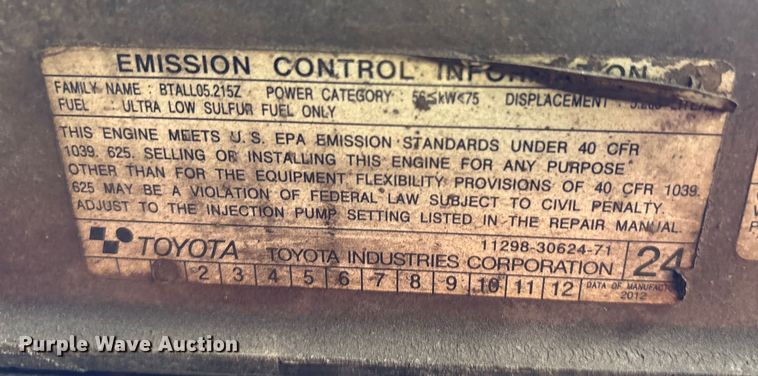 EMISSION CONTROL
FAMILY NAME : BTALL05.215Z POWER CATEGORY : 56≤kW<75 DISPLACEMENT :
FUEL : ULTRA LOW SULFUR FUEL ONLY
THIS ENGINE MEETS U.S. EPA EMISSION STANDARDS UNDER 40 CFR
1039. 625. SELLING OR INSTALLING THIS ENGINE FOR ANY PURPOSE
OTHER THAN FOR THE EQUIPMENT FLEXIBILITY PROVISIONS OF 40 CFR 1039.
625 MAY BE A VIOLATION OF FEDERAL LAW SUBJECT TO CIVIL PENALTY.
ADJUST TO THE INJECTION PUMP SETTING LISTED IN THE REPAIR MANUAL.
11298-30624-71
TOYOTA TOYOTA INDUSTRIES CORPORATION 24
2 3 4 5 6 7 8 9 10 11 12 DATA OF
2012
Purple Wave Auction